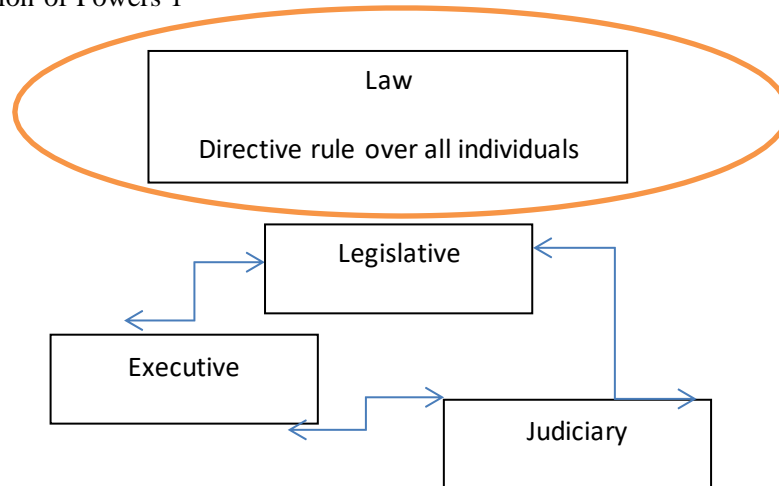 ion of Powers 1
Law
Directive rule over all individuals
Legislative
Executive
Judiciary